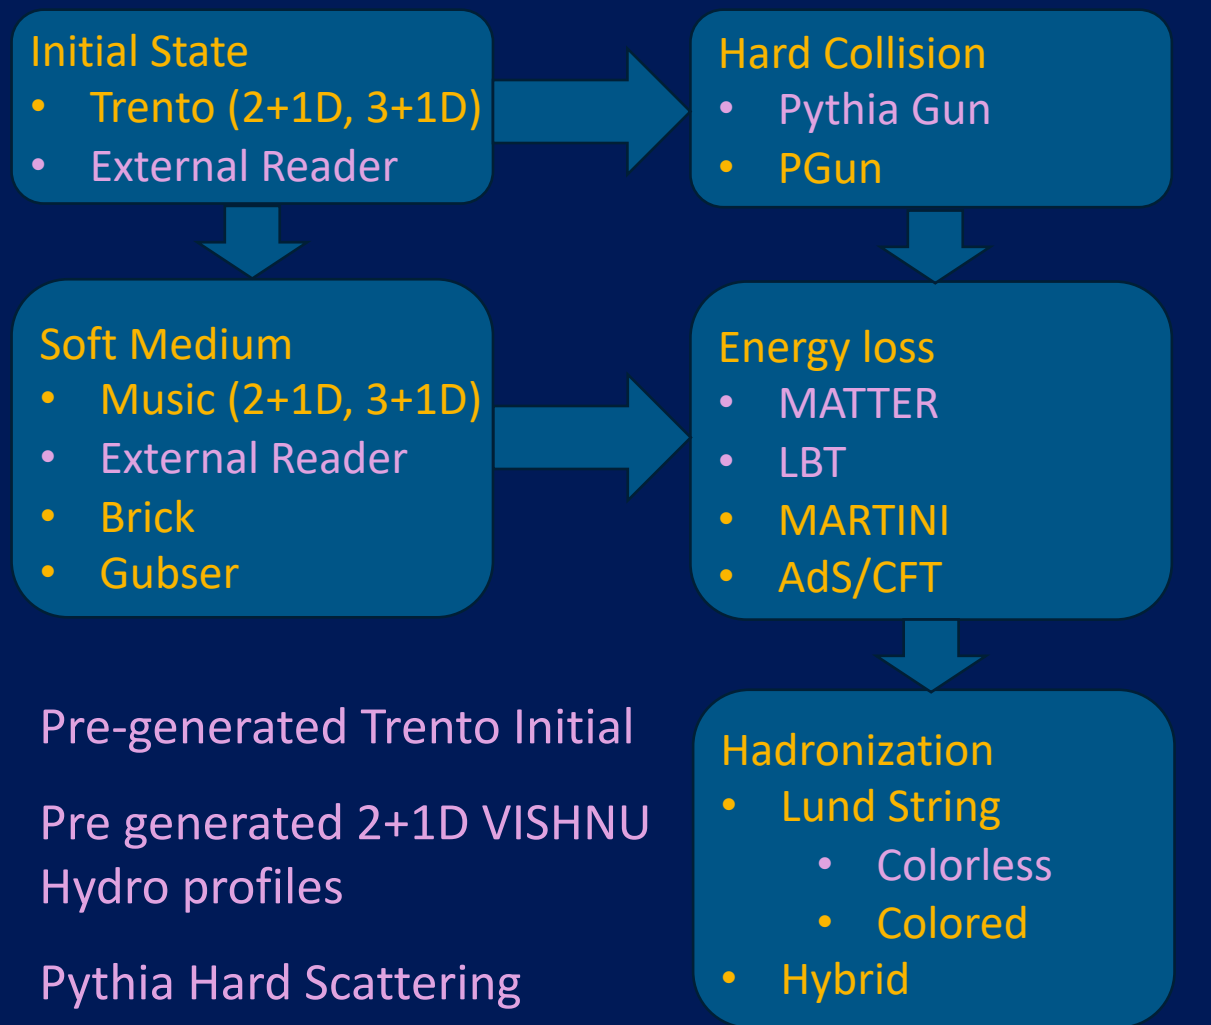 Initial State
• Trento (2+1D, 3+1D)
• External Reader
Hard Collision
• Pythia Gun
• PGun
Soft Medium
• Music (2+1D, 3+1D)
• External Reader
• Brick
• Gubser
Energy loss
• MATTER
• LBT
• MARTINI
• AdS/CFT
Pre-generated Trento Initial
Pre generated 2+1D VISHNU
Hydro profiles
Pythia Hard Scattering
Hadronization
• Lund String
• Colorless
• Colored
• Hybrid